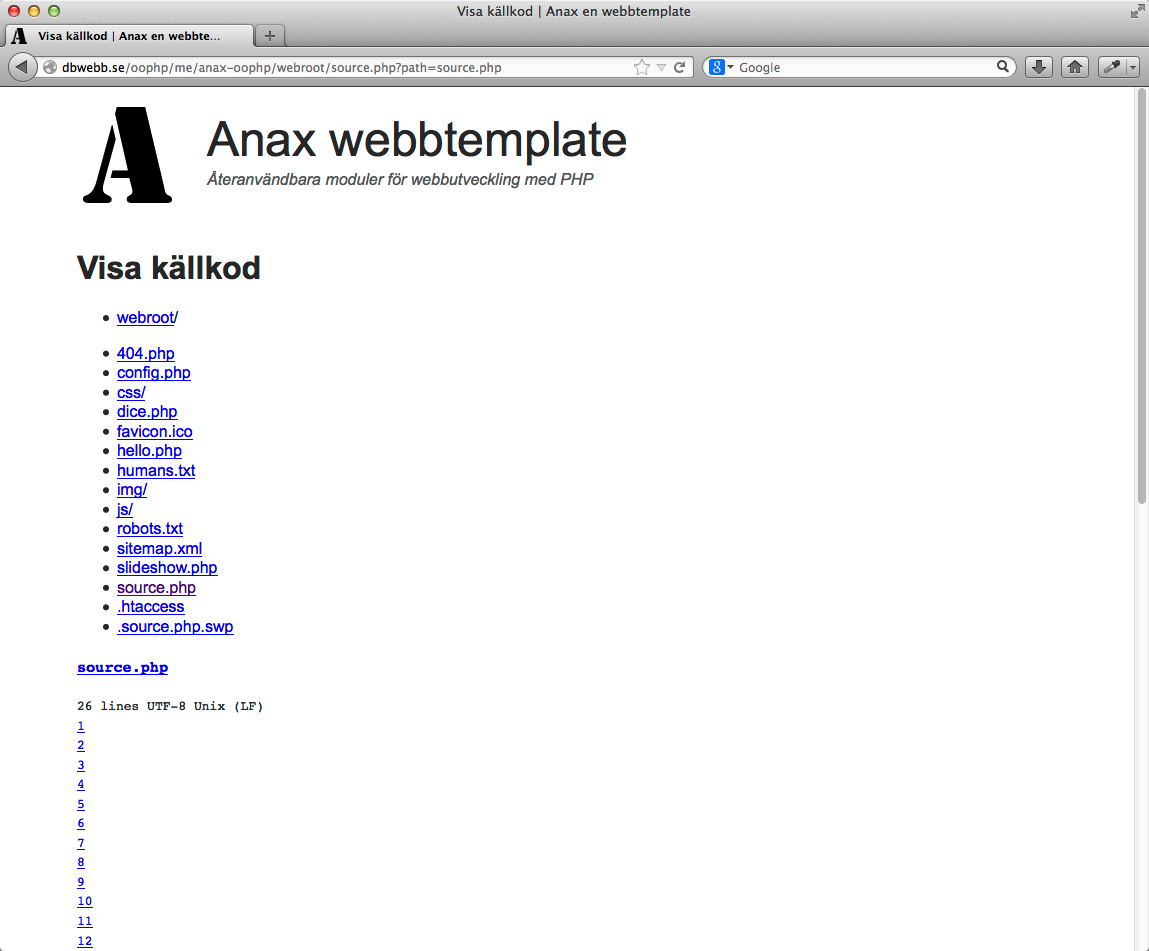 Visa källkod | Anax en webbtemplate
Visa källkod | Anax en webbte...
dbwebb.se/oophp/me/anax-oophp/webroot/source.php?path=source.php
8 Google
A
Anax webbtemplate
Återanvändbara moduler för webbutveckling med PHP
Visa källkod
webroot/
404.php
config.php
css/
dice.php
favicon.ico
hello.php
humans.txt
img/
js/
robots.txt
sitemap.xml
slideshow.php
source.php
.htaccess
.source.php.swp
source.php
26 lines UTF-8 Unix (LF)
1
2
3
4
5
6
7
8
9
10
11
12